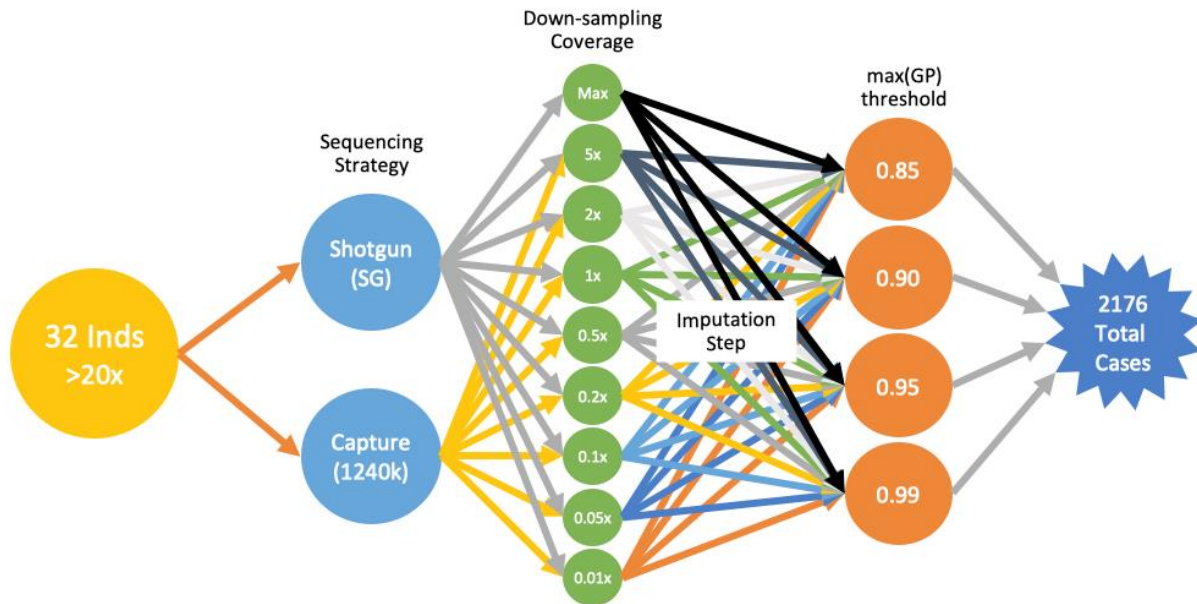 32 Inds
>20x
Sequencing
Strategy
Shotgun
(SG)
Capture
(1240k)
Down-sampling
Coverage
Max
5x
2x
1x
0.5x
0.2x
0.1x
0.05x
0.01x
Imputation
Step
max(GP)
threshold
0.85
0.90
0.95
0.99
2176
Total
Cases